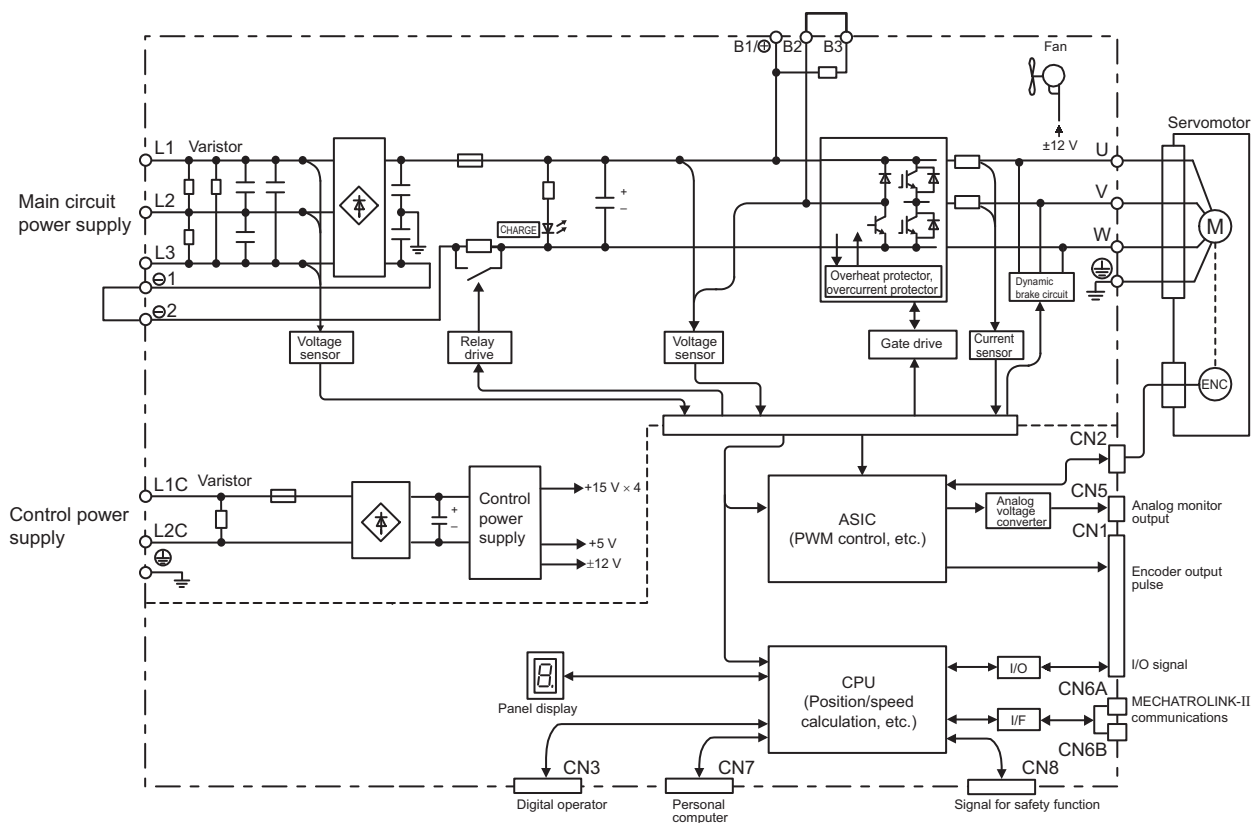 B1/⊕ B2 B3
Fan
±12 V
Servomotor
L1 Varistor
U
Main circuit
power supply
L2
V
L3
W
M
⊖1
⊖2
CHARGE
+
–
Overheat protector,
overcurrent protector
Dynamic
brake circuit
Voltage
sensor
Relay
drive
Voltage
sensor
Gate drive
Current
sensor
ENC
CN2
L1C Varistor
Control power
supply
L2C
+
–
Control
power
supply
+15 V × 4
+5 V
±12 V
ASIC
(PWM control, etc.)
Analog
voltage
converter
CN5
Analog monitor
output
CN1
Encoder output
pulse
I/O signal
8.
Panel display
CPU
(Position/speed
calculation, etc.)
I/O
I/F
CN6A
MECHATROLINK-II
communications
CN6B
CN3
Digital operator
CN7
Personal
computer
CN8
Signal for safety function